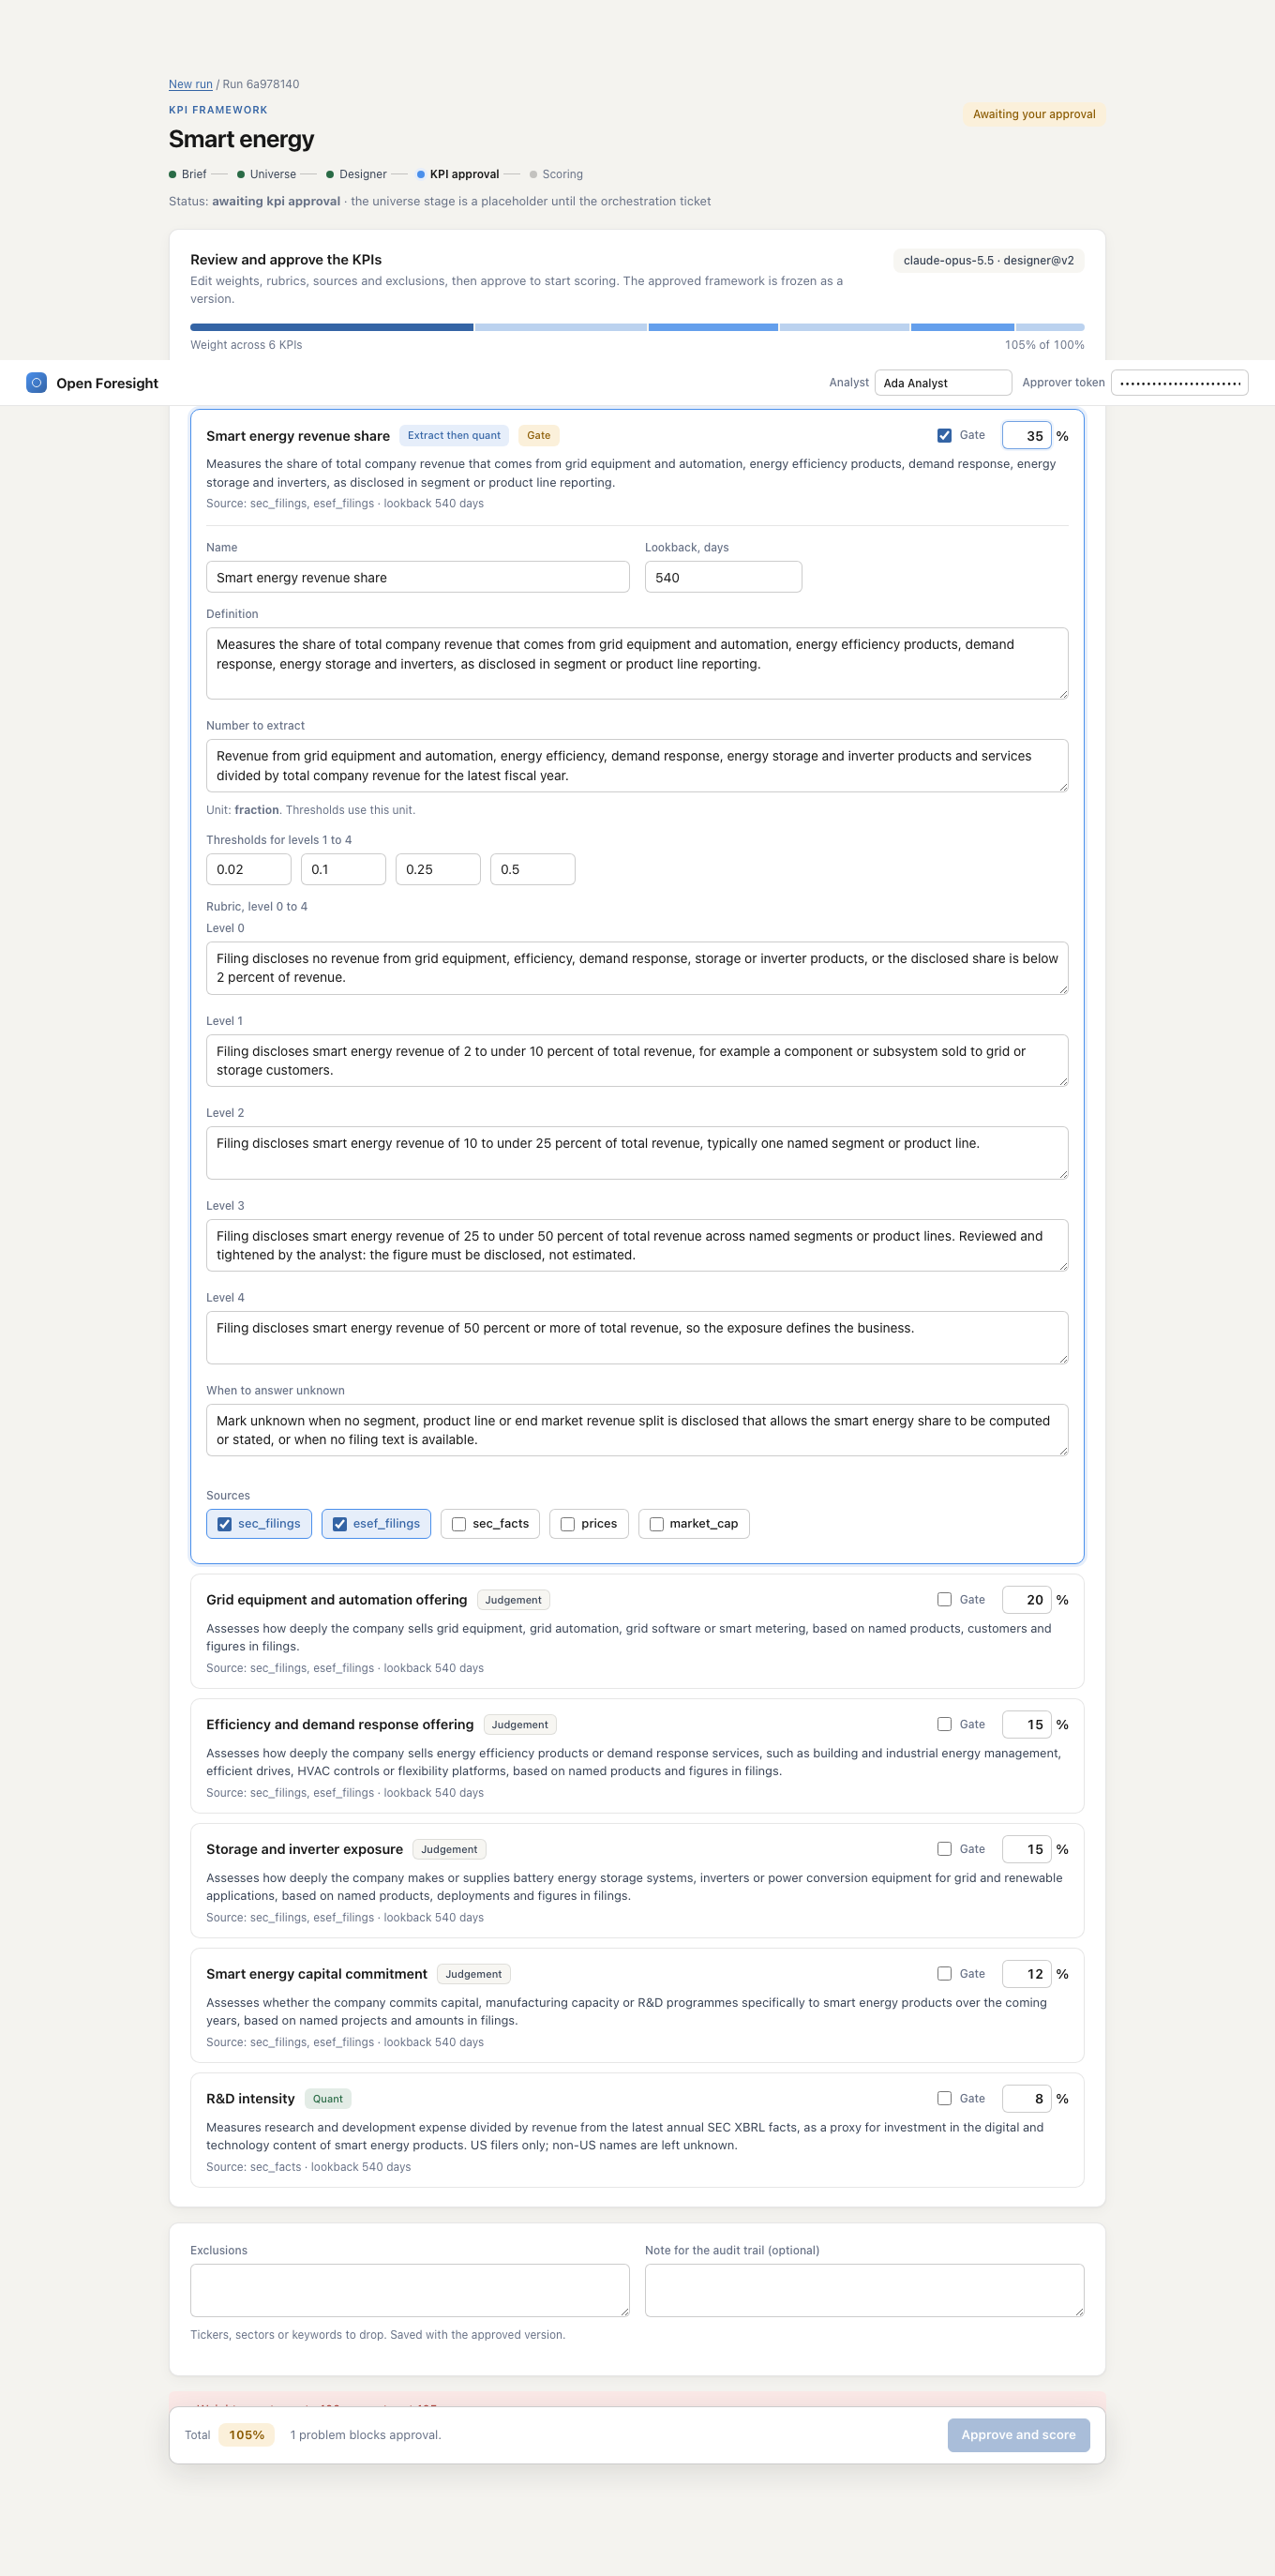 New run / Run 6a978140
KPI FRAMEWORK
Awaiting your approval
Smart energy
Brief
Universe
Designer
KPI approval
Scoring
Status: awaiting kpi approval · the universe stage is a placeholder until the orchestration ticket
Review and approve the KPIs
claude-opus-5.5 · designer@v2
Edit weights, rubrics, sources and exclusions, then approve to start scoring. The approved framework is frozen as a
version.
Weight across 6 KPIs
105% of 100%
Open Foresight
Analyst
Ada Analyst
Approver token
Smart energy revenue share
Extract then quant
Gate
Gate
35 %
Measures the share of total company revenue that comes from grid equipment and automation, energy efficiency products, demand response, energy
storage and inverters, as disclosed in segment or product line reporting.
Source: sec_filings, esef_filings · lookback 540 days
Name
Lookback, days
Smart energy revenue share
540
Definition
Measures the share of total company revenue that comes from grid equipment and automation, energy efficiency products, demand
response, energy storage and inverters, as disclosed in segment or product line reporting.
Number to extract
Revenue from grid equipment and automation, energy efficiency, demand response, energy storage and inverter products and services
divided by total company revenue for the latest fiscal year.
Unit: fraction. Thresholds use this unit.
Thresholds for levels 1 to 4
0.02
0.1
0.25
0.5
Rubric, level 0 to 4
Level 0
Filing discloses no revenue from grid equipment, efficiency, demand response, storage or inverter products, or the disclosed share is below
2 percent of revenue.
Level 1
Filing discloses smart energy revenue of 2 to under 10 percent of total revenue, for example a component or subsystem sold to grid or
storage customers.
Level 2
Filing discloses smart energy revenue of 10 to under 25 percent of total revenue, typically one named segment or product line.
Level 3
Filing discloses smart energy revenue of 25 to under 50 percent of total revenue across named segments or product lines. Reviewed and
tightened by the analyst: the figure must be disclosed, not estimated.
Level 4
Filing discloses smart energy revenue of 50 percent or more of total revenue, so the exposure defines the business.
When to answer unknown
Mark unknown when no segment, product line or end market revenue split is disclosed that allows the smart energy share to be computed
or stated, or when no filing text is available.
Sources
sec_filings
esef_filings
sec_facts
prices
market_cap
Grid equipment and automation offering
Judgement
Gate
20 %
Assesses how deeply the company sells grid equipment, grid automation, grid software or smart metering, based on named products, customers and
figures in filings.
Source: sec_filings, esef_filings · lookback 540 days
Efficiency and demand response offering
Judgement
Gate
15 %
Assesses how deeply the company sells energy efficiency products or demand response services, such as building and industrial energy management,
efficient drives, HVAC controls or flexibility platforms, based on named products and figures in filings.
Source: sec_filings, esef_filings · lookback 540 days
Storage and inverter exposure
Judgement
Gate
15 %
Assesses how deeply the company makes or supplies battery energy storage systems, inverters or power conversion equipment for grid and renewable
applications, based on named products, deployments and figures in filings.
Source: sec_filings, esef_filings · lookback 540 days
Smart energy capital commitment
Judgement
Gate
12 %
Assesses whether the company commits capital, manufacturing capacity or R&D programmes specifically to smart energy products over the coming
years, based on named projects and amounts in filings.
Source: sec_filings, esef_filings · lookback 540 days
R&D intensity
Quant
Gate
8 %
Measures research and development expense divided by revenue from the latest annual SEC XBRL facts, as a proxy for investment in the digital and
technology content of smart energy products. US filers only; non-US names are left unknown.
Source: sec_facts · lookback 540 days
Exclusions
Note for the audit trail (optional)
Tickers, sectors or keywords to drop. Saved with the approved version.
Total
105%
1 problem blocks approval.
Approve and score